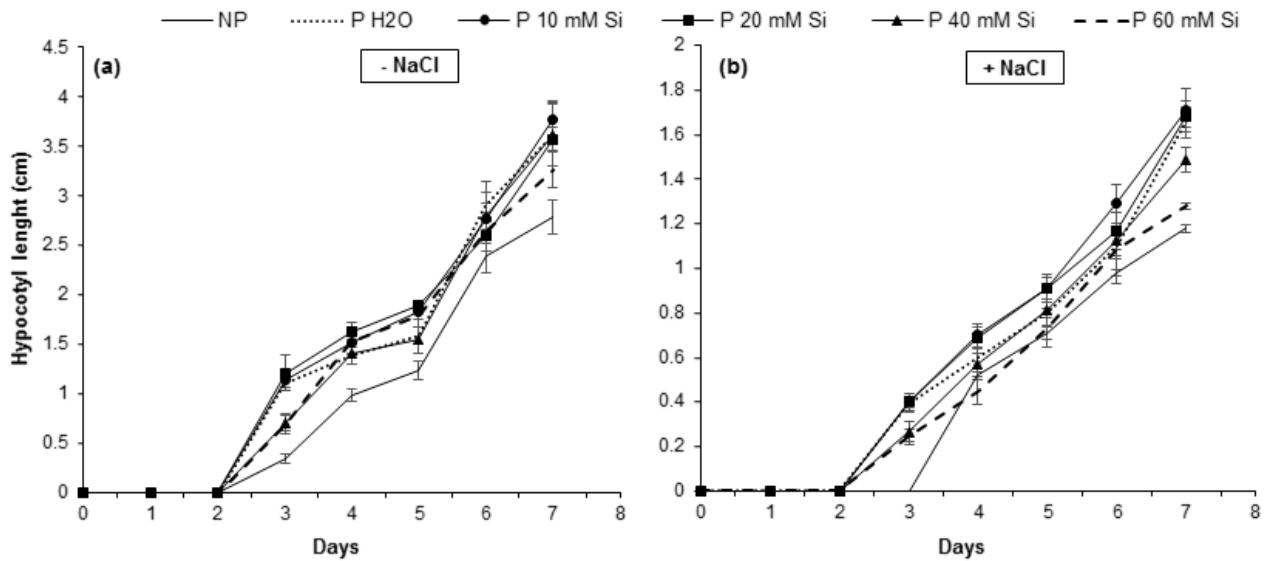 NP P H2O P 10 mM Si P 20 mM Si P 40 mM Si P 60 mM Si
(a) - NaCl
Hypocotyl lenght (cm)
4.5
4
3.5
3
2.5
2
1.5
1
0.5
0
0 1 2 3 4 5 6 7 8
Days
(b) + NaCl
2
1.8
1.6
1.4
1.2
1
0.8
0.6
0.4
0.2
0
0 1 2 3 4 5 6 7 8
Days